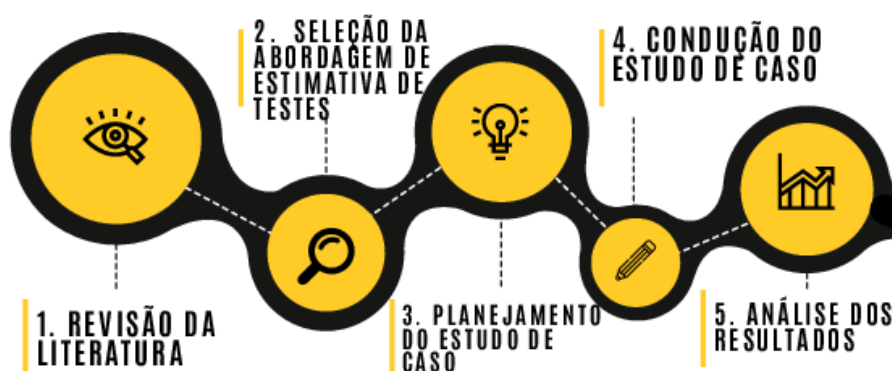 1. REVISÃO DA
LITERATURA
2. SELEÇÃO DA
ABORDAGEM DE
ESTIMATIVA DE
TESTES
3. PLANEJAMENTO
DO ESTUDO DE
CASO
4. CONDUÇÃO DO
ESTUDO DE CASO
5. ANÁLISE DOS
RESULTADOS